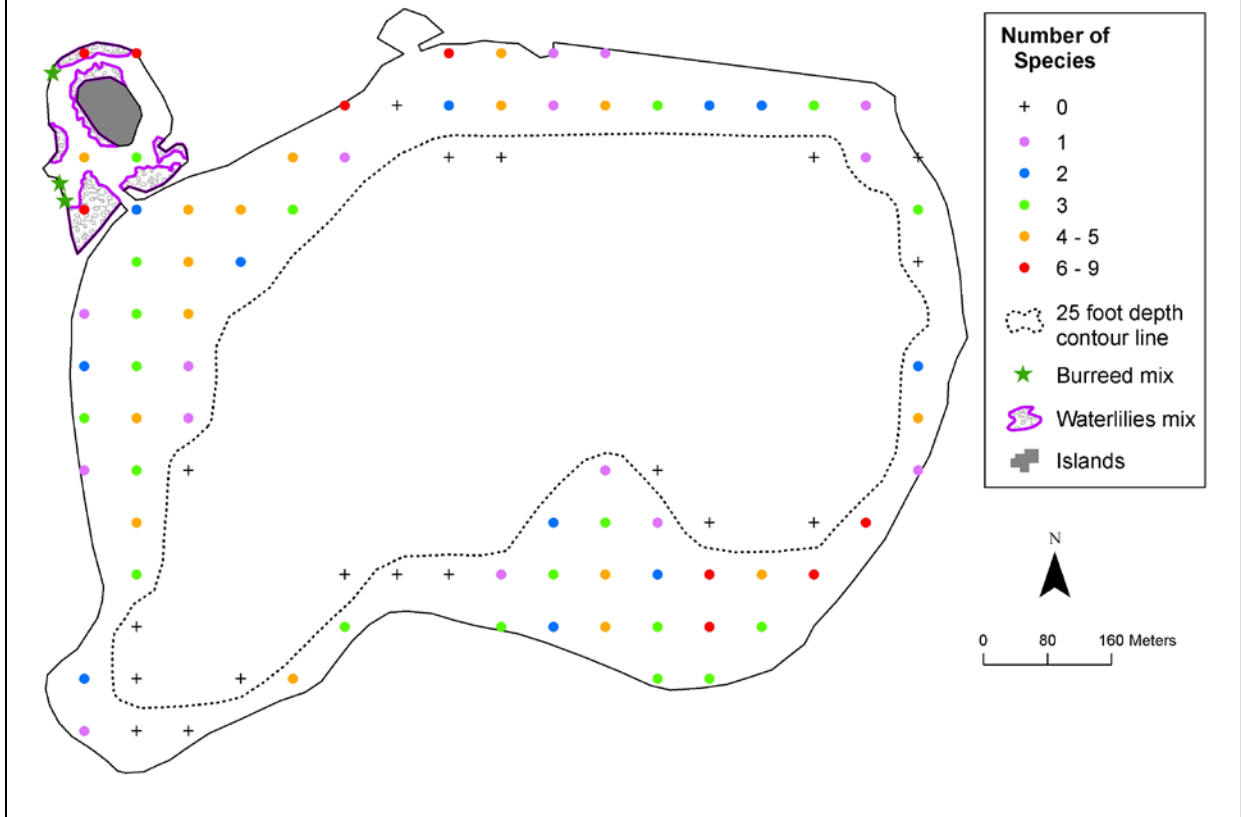 Number of
Species
0
1
2
3
4 - 5
6 - 9
25 foot depth
contour line
Burreed mix
Waterlilies mix
Islands
N
0 80 160 Meters